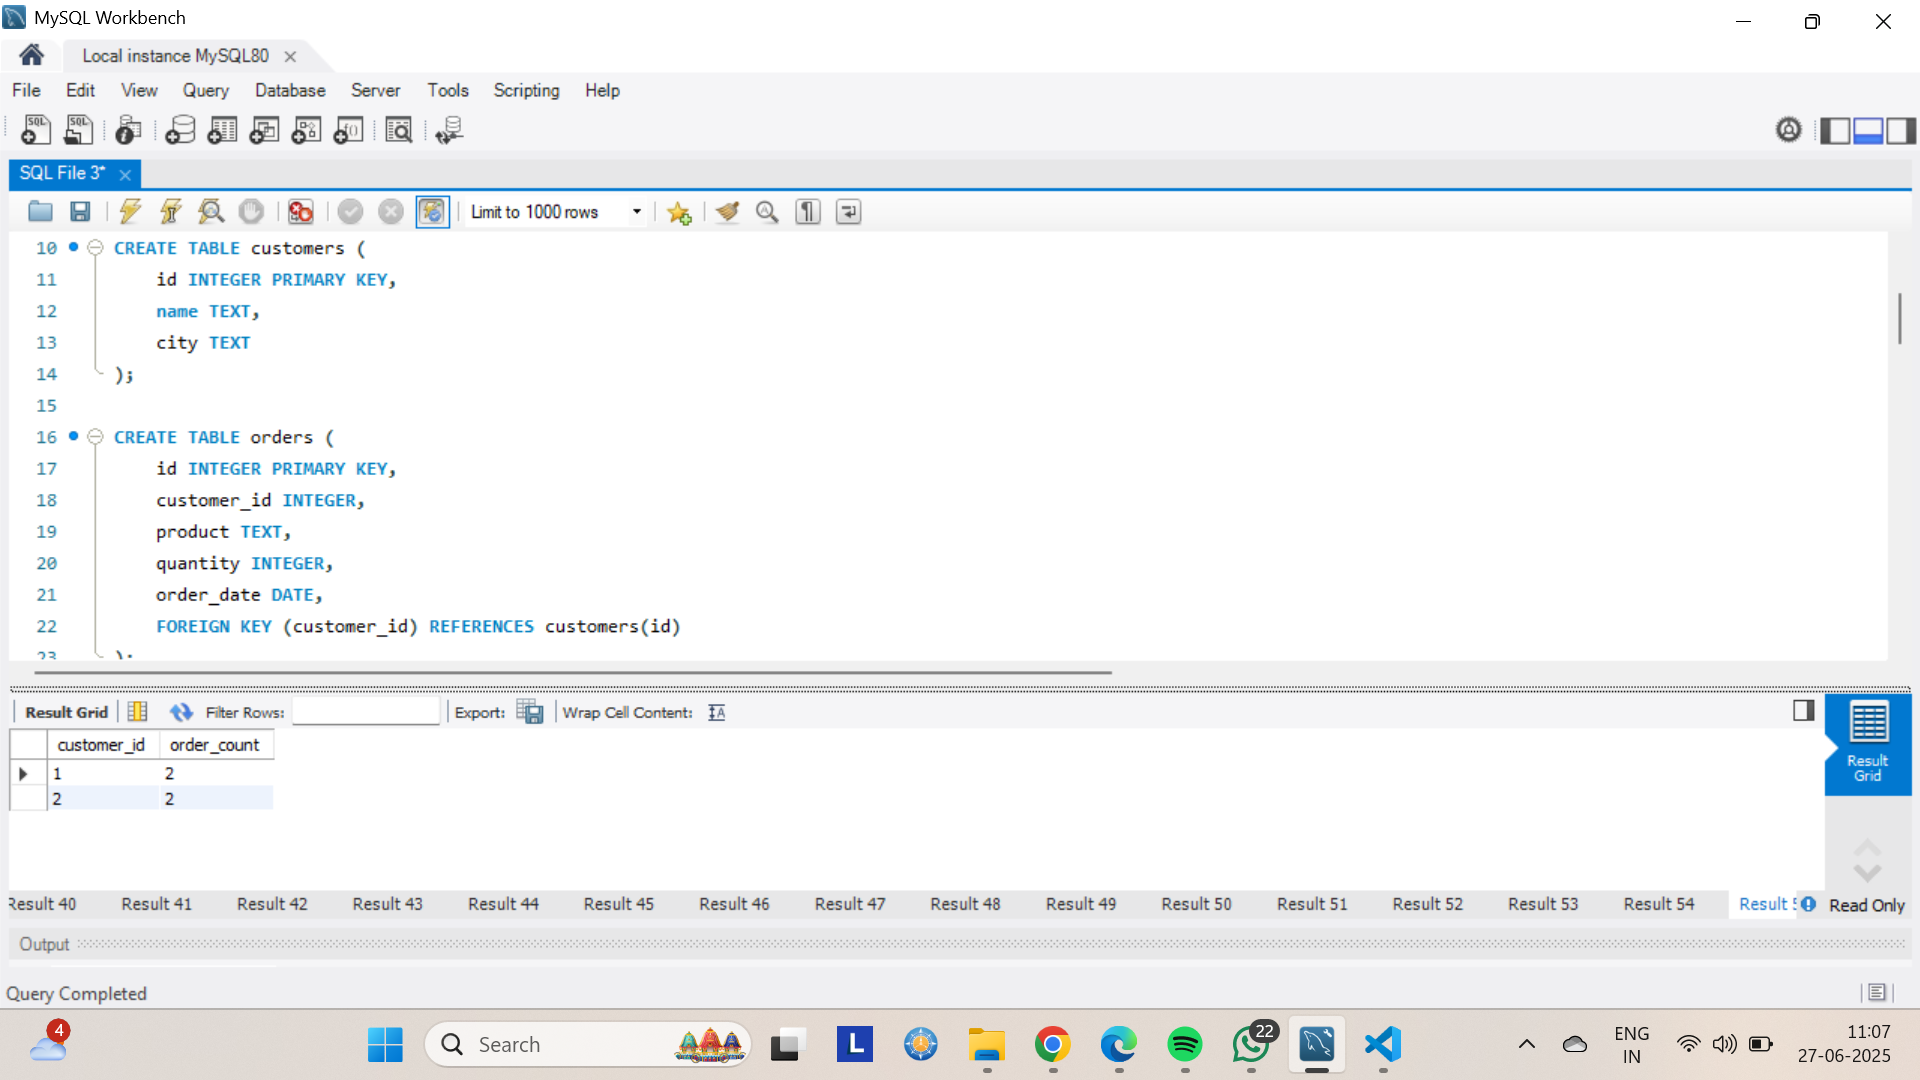 MySQL Workbench
Local instance MySQL80
File Edit View Query Database Server Tools Scripting Help
SQL File 3*
Limit to 1000 rows
10 CREATE TABLE customers (
11 id INTEGER PRIMARY KEY,
12 name TEXT,
13 city TEXT
14 );
15
16 CREATE TABLE orders (
17 id INTEGER PRIMARY KEY,
18 customer_id INTEGER,
19 product TEXT,
20 quantity INTEGER,
21 order_date DATE,
22 FOREIGN KEY (customer_id) REFERENCES customers(id)
23 );
Result Grid Filter Rows: Export: Wrap Cell Content:
customer_id order_count
1 2
2 2
Result
Grid
Result 40 Result 41 Result 42 Result 43 Result 44 Result 45 Result 46 Result 47 Result 48 Result 49 Result 50 Result 51 Result 52 Result 53 Result 54 Result 5 Read Only
Output
Query Completed
4
Search
L
22
ENG
IN
11:07
27-06-2025